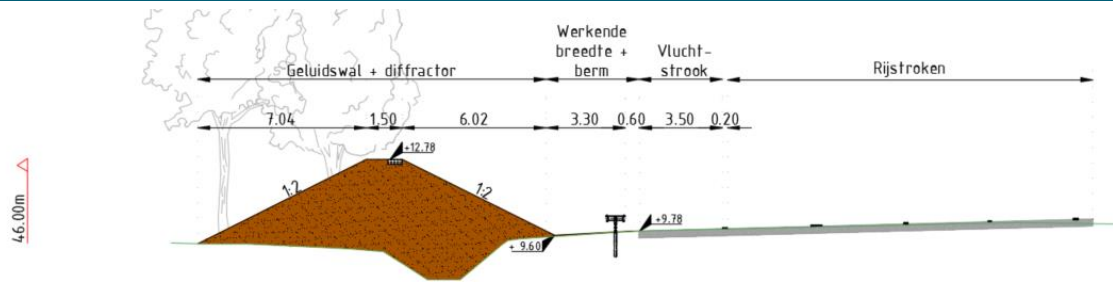 Werkende
breedte +
berm
Vlucht-
strook
Geluidswal + diffractor
Rijstroken
7.04
1,50
6.02
3.30
0.60
3.50
0.20
+12.78
1:2
1:2
+9.78
+ 9.60
46.00m